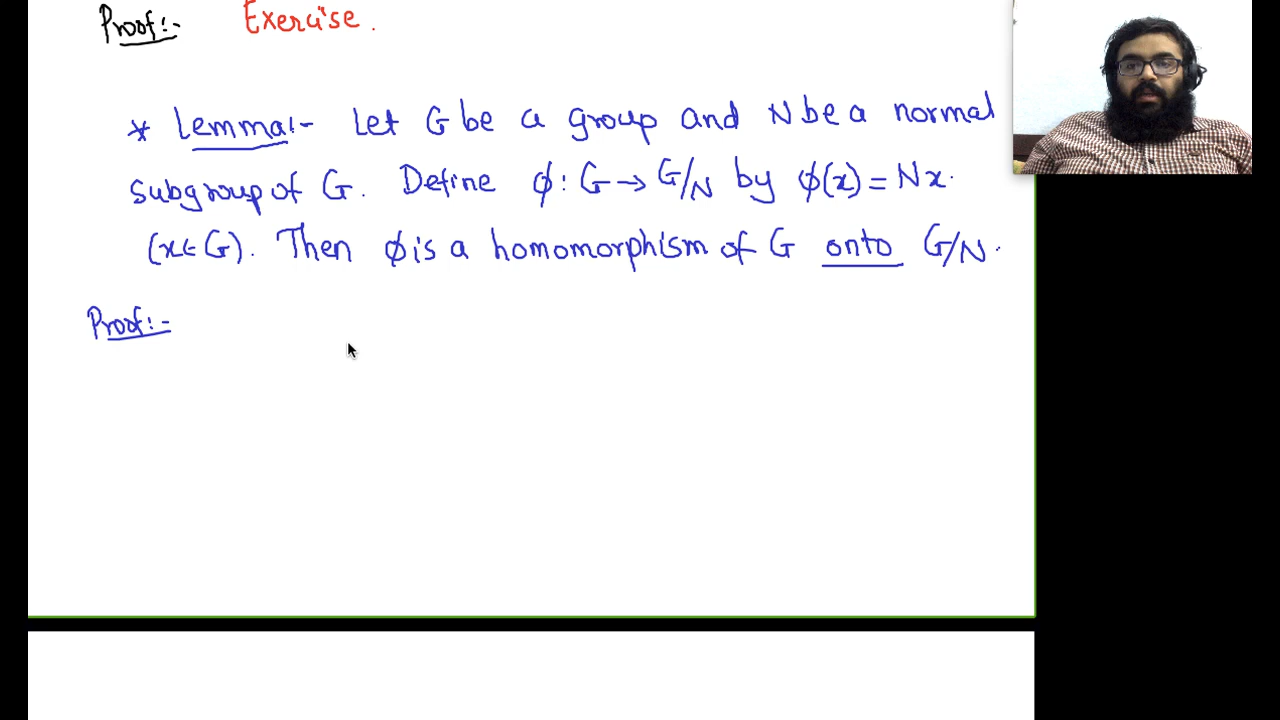 Proof:- Exercise.
* Lemma:- Let G be a group and N be a normal
subgroup of G. Define ϕ: G → G/N by ϕ(x) = Nx.
(x ∈ G). Then ϕ is a homomorphism of G onto G/N.
Proof:-